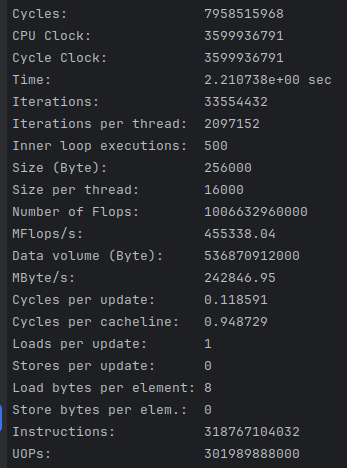 Cycles: 7958515968
CPU Clock: 3599936791
Cycle Clock: 3599936791
Time: 2.210738e+00 sec
Iterations: 33554432
Iterations per thread: 2097152
Inner loop executions: 500
Size (Byte): 256000
Size per thread: 16000
Number of Flops: 1006632960000
MFlops/s: 455338.04
Data volume (Byte): 536870912000
MByte/s: 242846.95
Cycles per update: 0.118591
Cycles per cacheline: 0.948729
Loads per update: 1
Stores per update: 0
Load bytes per element: 8
Store bytes per elem.: 0
Instructions: 318767104032
UOPs: 301989888000